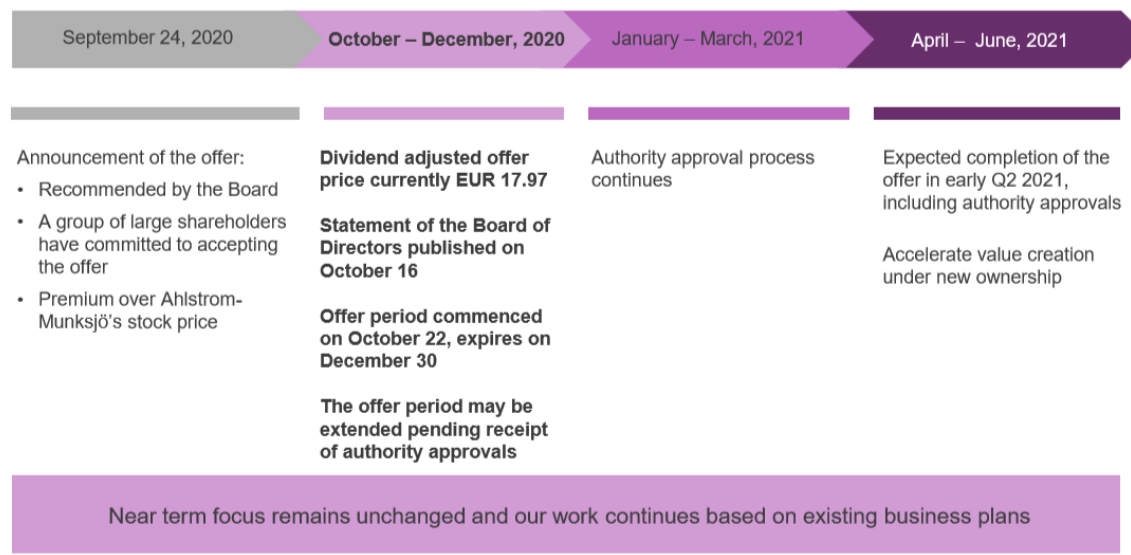 September 24, 2020
October – December, 2020
January – March, 2021
April – June, 2021
Announcement of the offer:
• Recommended by the Board
• A group of large shareholders
have committed to accepting
the offer
• Premium over Ahlstrom-
Munksjö's stock price
Dividend adjusted offer
price currently EUR 17.97
Statement of the Board of
Directors published on
October 16
Offer period commenced
on October 22, expires on
December 30
The offer period may be
extended pending receipt
of authority approvals
Authority approval process
continues
Expected completion of the
offer in early Q2 2021,
including authority approvals
Accelerate value creation
under new ownership
Near term focus remains unchanged and our work continues based on existing business plans